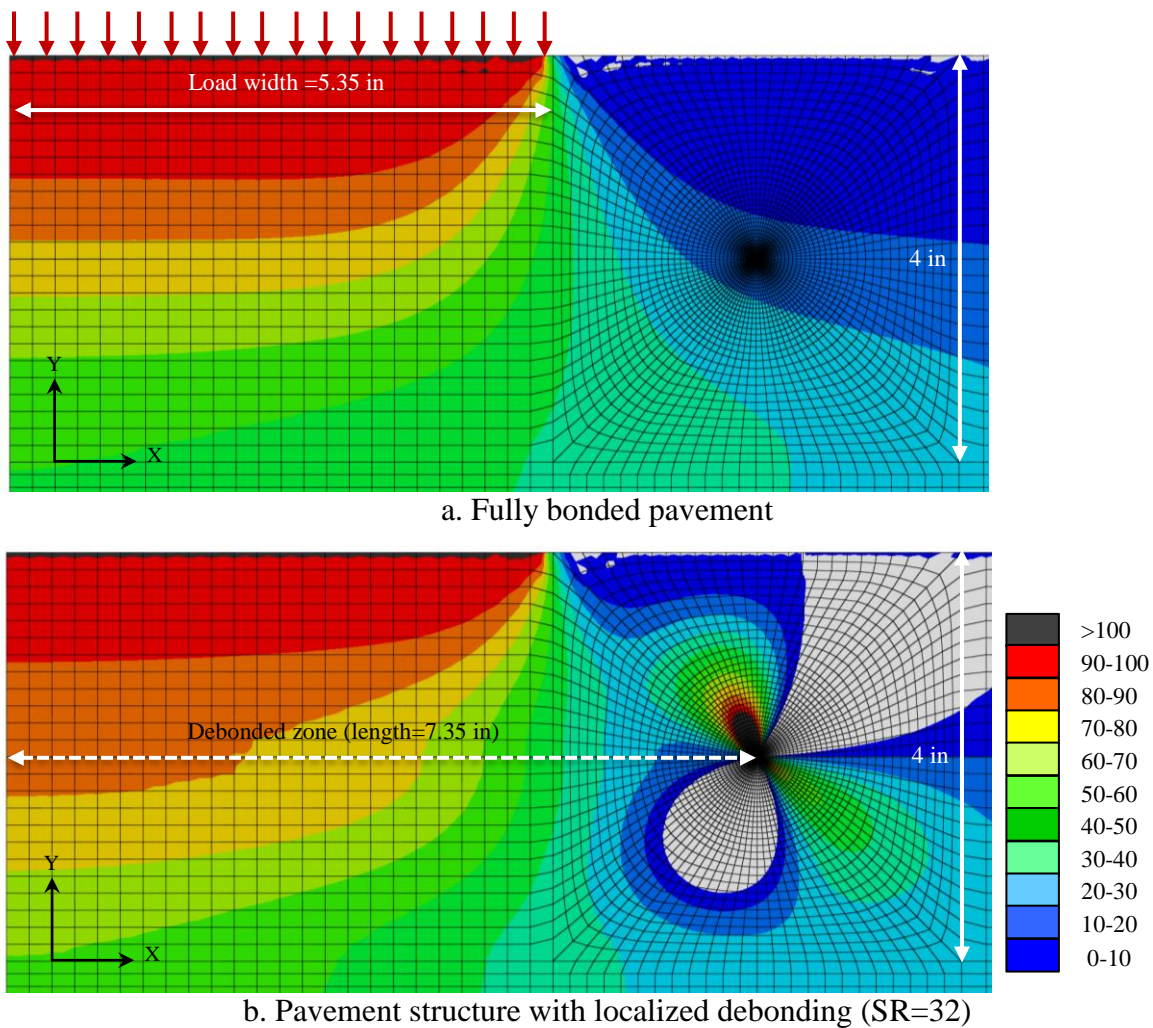 Load width =5.35 in
4 in
Y
X
a. Fully bonded pavement
Debonded zone (length=7.35 in)
4 in
Y
X
>100
90-100
80-90
70-80
60-70
50-60
40-50
30-40
20-30
10-20
0-10
b. Pavement structure with localized debonding (SR=32)